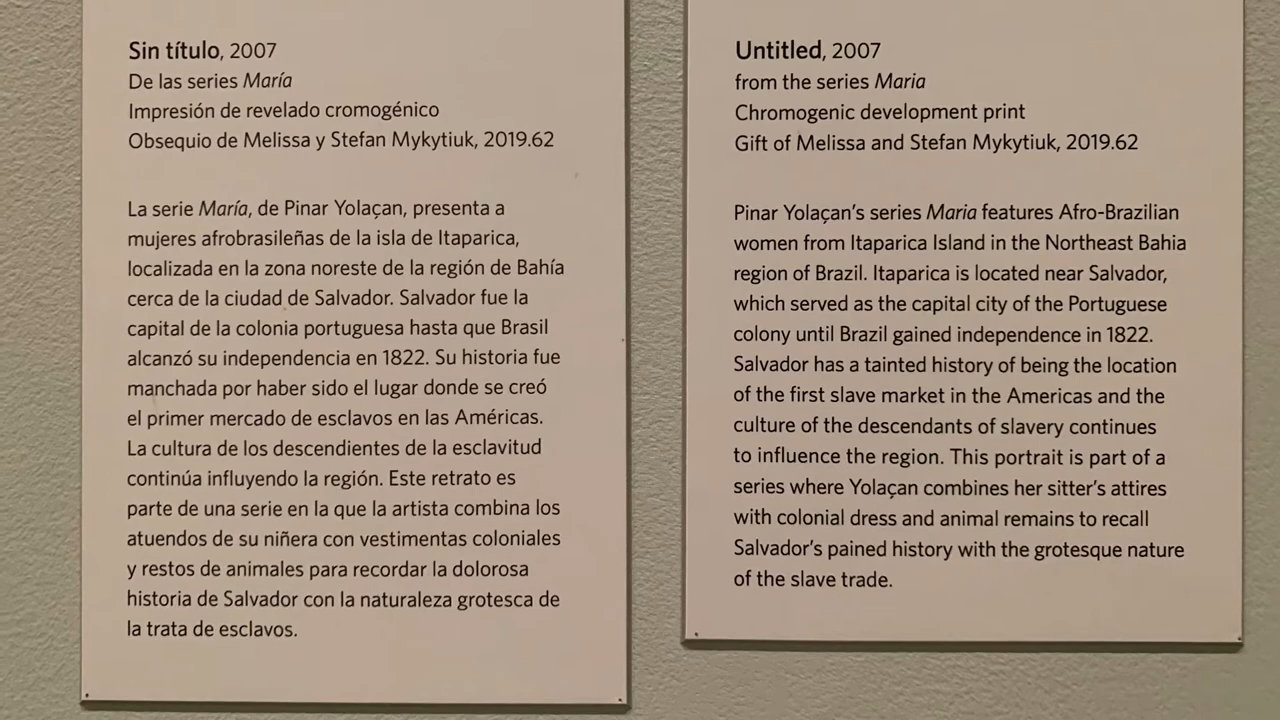 Sin título, 2007
De las series María
Impresión de revelado cromogénico
Obsequio de Melissa y Stefan Mykytiuk, 2019.62
La serie María, de Pinar Yolaçan, presenta a
mujeres afrobrasileñas de la isla de Itaparica,
localizada en la zona noreste de la región de Bahía
cerca de la ciudad de Salvador. Salvador fue la
capital de la colonia portuguesa hasta que Brasil
alcanzó su independencia en 1822. Su historia fue
manchada por haber sido el lugar donde se creó
el primer mercado de esclavos en las Américas.
La cultura de los descendientes de la esclavitud
continúa influyendo la región. Este retrato es
parte de una serie en la que la artista combina los
atuendos de su niñera con vestimentas coloniales
y restos de animales para recordar la dolorosa
historia de Salvador con la naturaleza grotesca de
la trata de esclavos.
Untitled, 2007
from the series Maria
Chromogenic development print
Gift of Melissa and Stefan Mykytiuk, 2019.62
Pinar Yolaçan's series Maria features Afro-Brazilian
women from Itaparica Island in the Northeast Bahia
region of Brazil. Itaparica is located near Salvador,
which served as the capital city of the Portuguese
colony until Brazil gained independence in 1822.
Salvador has a tainted history of being the location
of the first slave market in the Americas and the
culture of the descendants of slavery continues
to influence the region. This portrait is part of a
series where Yolaçan combines her sitter's attires
with colonial dress and animal remains to recall
Salvador's pained history with the grotesque nature
of the slave trade.